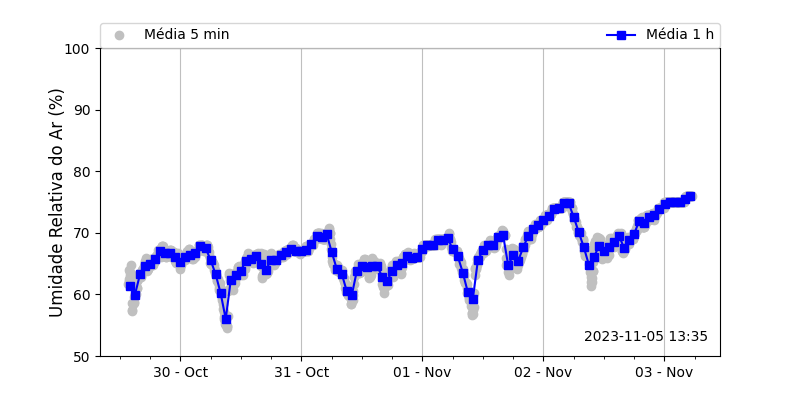 Média 5 min
Média 1 h
Umidade Relativa do Ar (%)
100
90
80
70
60
50
2023-11-05 13:35
30 - Oct
31 - Oct
01 - Nov
02 - Nov
03 - Nov